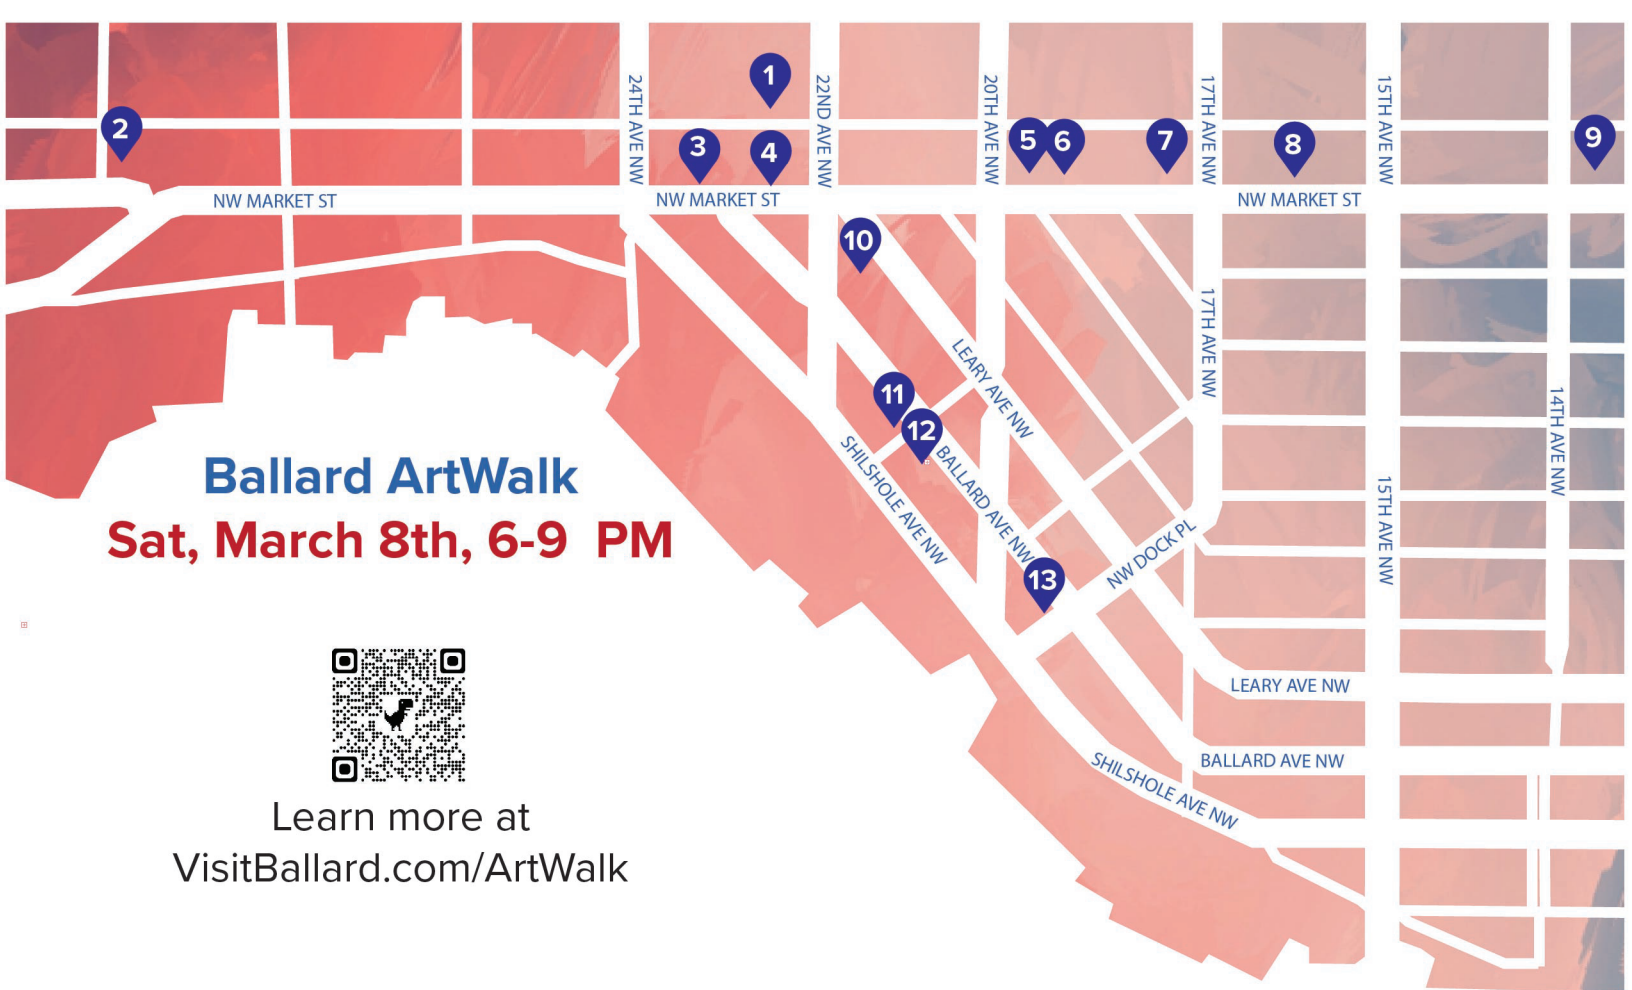 1
2
3
4
5
6
7
8
9
10
11
12
13
24TH AVE NW
22ND AVE NW
20TH AVE NW
17TH AVE NW
15TH AVE NW
NW MARKET ST
NW MARKET ST
NW MARKET ST
17TH AVE NW
LEARY AVE NW
14TH AVE NW
SHILSHOLE AVE NW
BALLARD AVE NW
15TH AVE NW
NW DOCK PL
Ballard ArtWalk
Sat, March 8th, 6-9 PM
LEARY AVE NW
BALLARD AVE NW
SHILSHOLE AVE NW
Learn more at
VisitBallard.com/ArtWalk